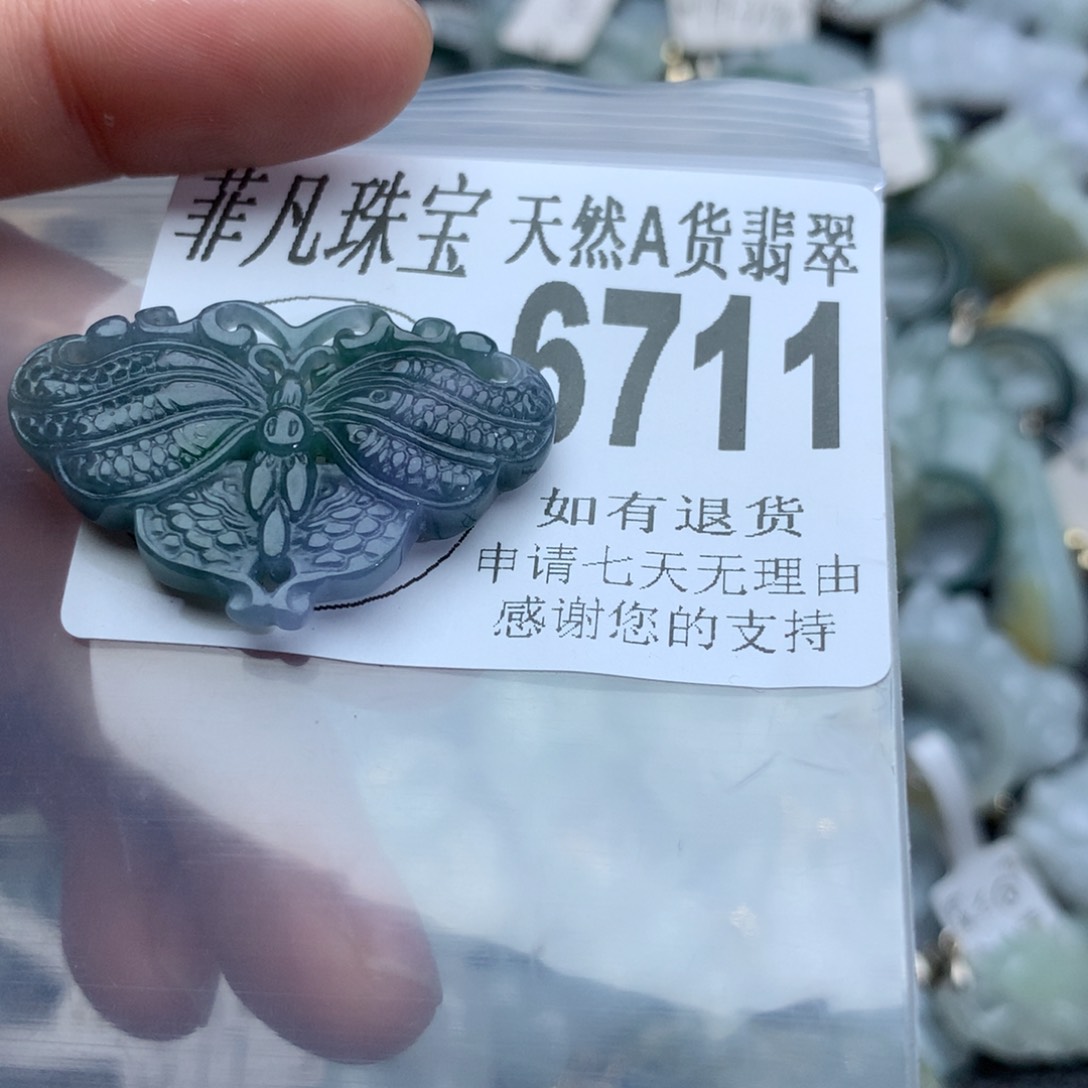 菲凡珠宝 天然A货翡翠
6711
如有退货
申请七天无理由
感谢您的支持